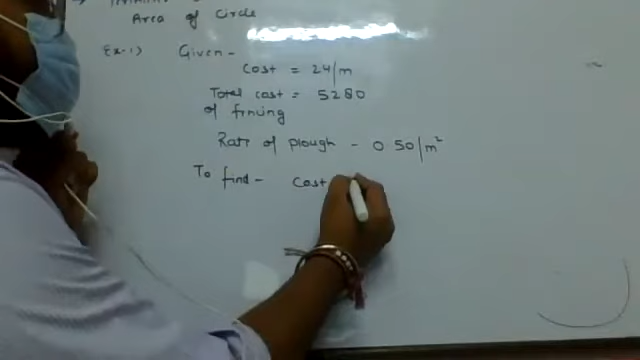 Area of Circle
Ex-1) Given -
Cost = 24/m
Total cost = 5280
of fincing
Rate of plough - 0 50/m²
To find - Cost